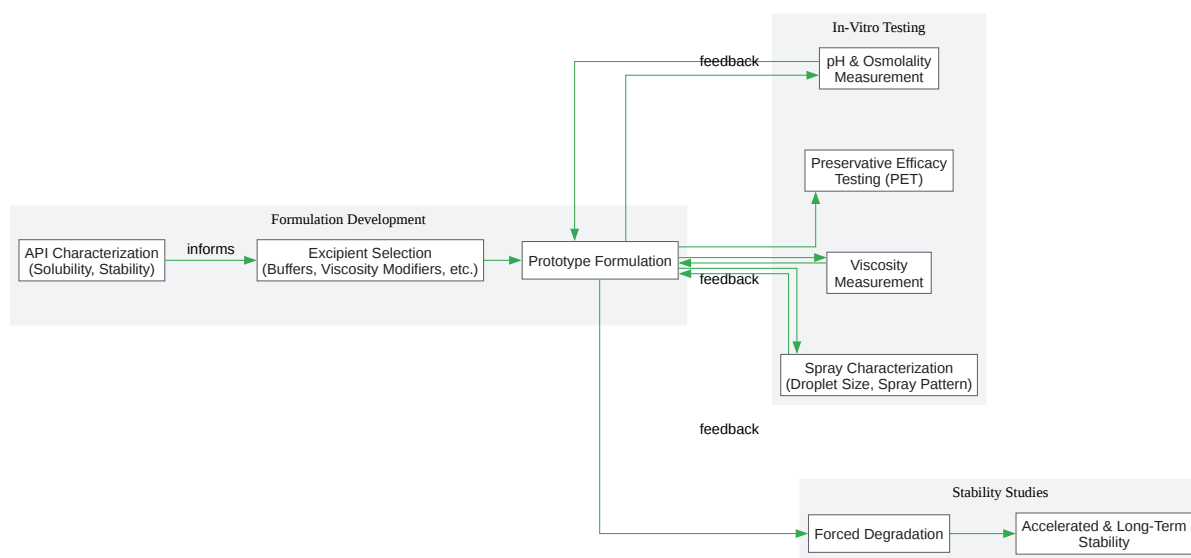 In-Vitro Testing
feedback
pH & Osmolality
Measurement
Preservative Efficacy
Testing (PET)
Formulation Development
API Characterization
(Solubility, Stability)
informs
Excipient Selection
(Buffers, Viscosity Modifiers, etc.)
Prototype Formulation
feedback
Viscosity
Measurement
Spray Characterization
(Droplet Size, Spray Pattern)
feedback
Stability Studies
Forced Degradation
Accelerated & Long-Term
Stability